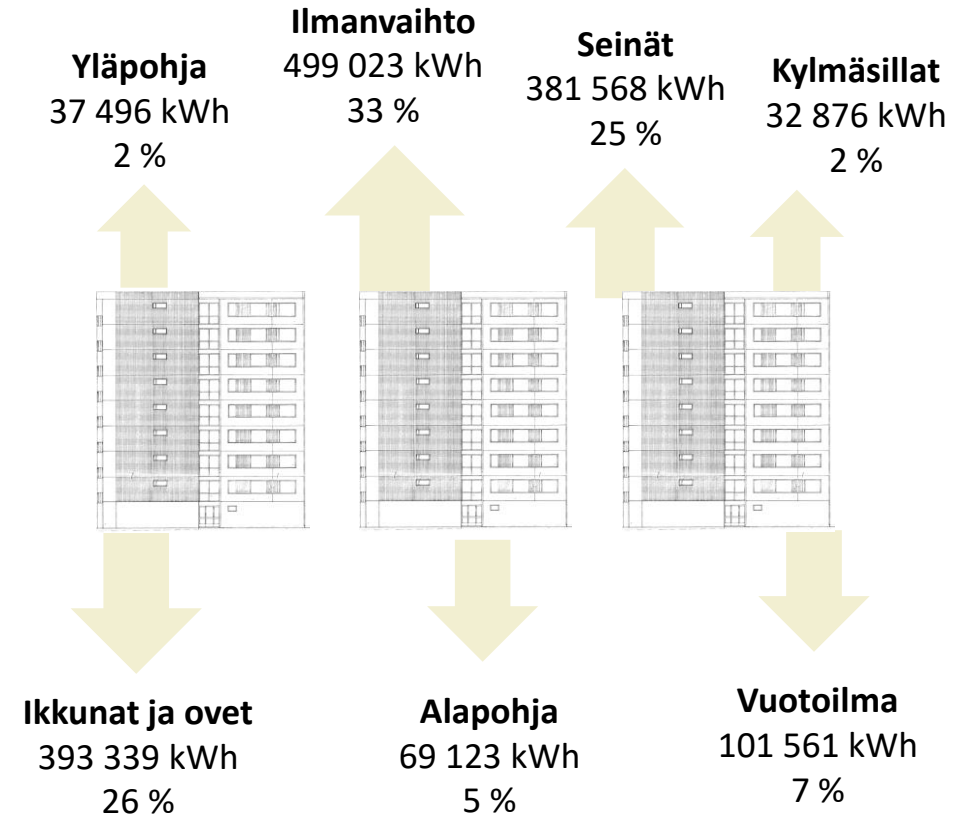 Yläpohja
37 496 kWh
2 %
Ilmanvaihto
499 023 kWh
33 %
Seinät
381 568 kWh
25 %
Kylmäsillat
32 876 kWh
2 %
Ikkunat ja ovet
393 339 kWh
26 %
Alapohja
69 123 kWh
5 %
Vuotoilma
101 561 kWh
7 %